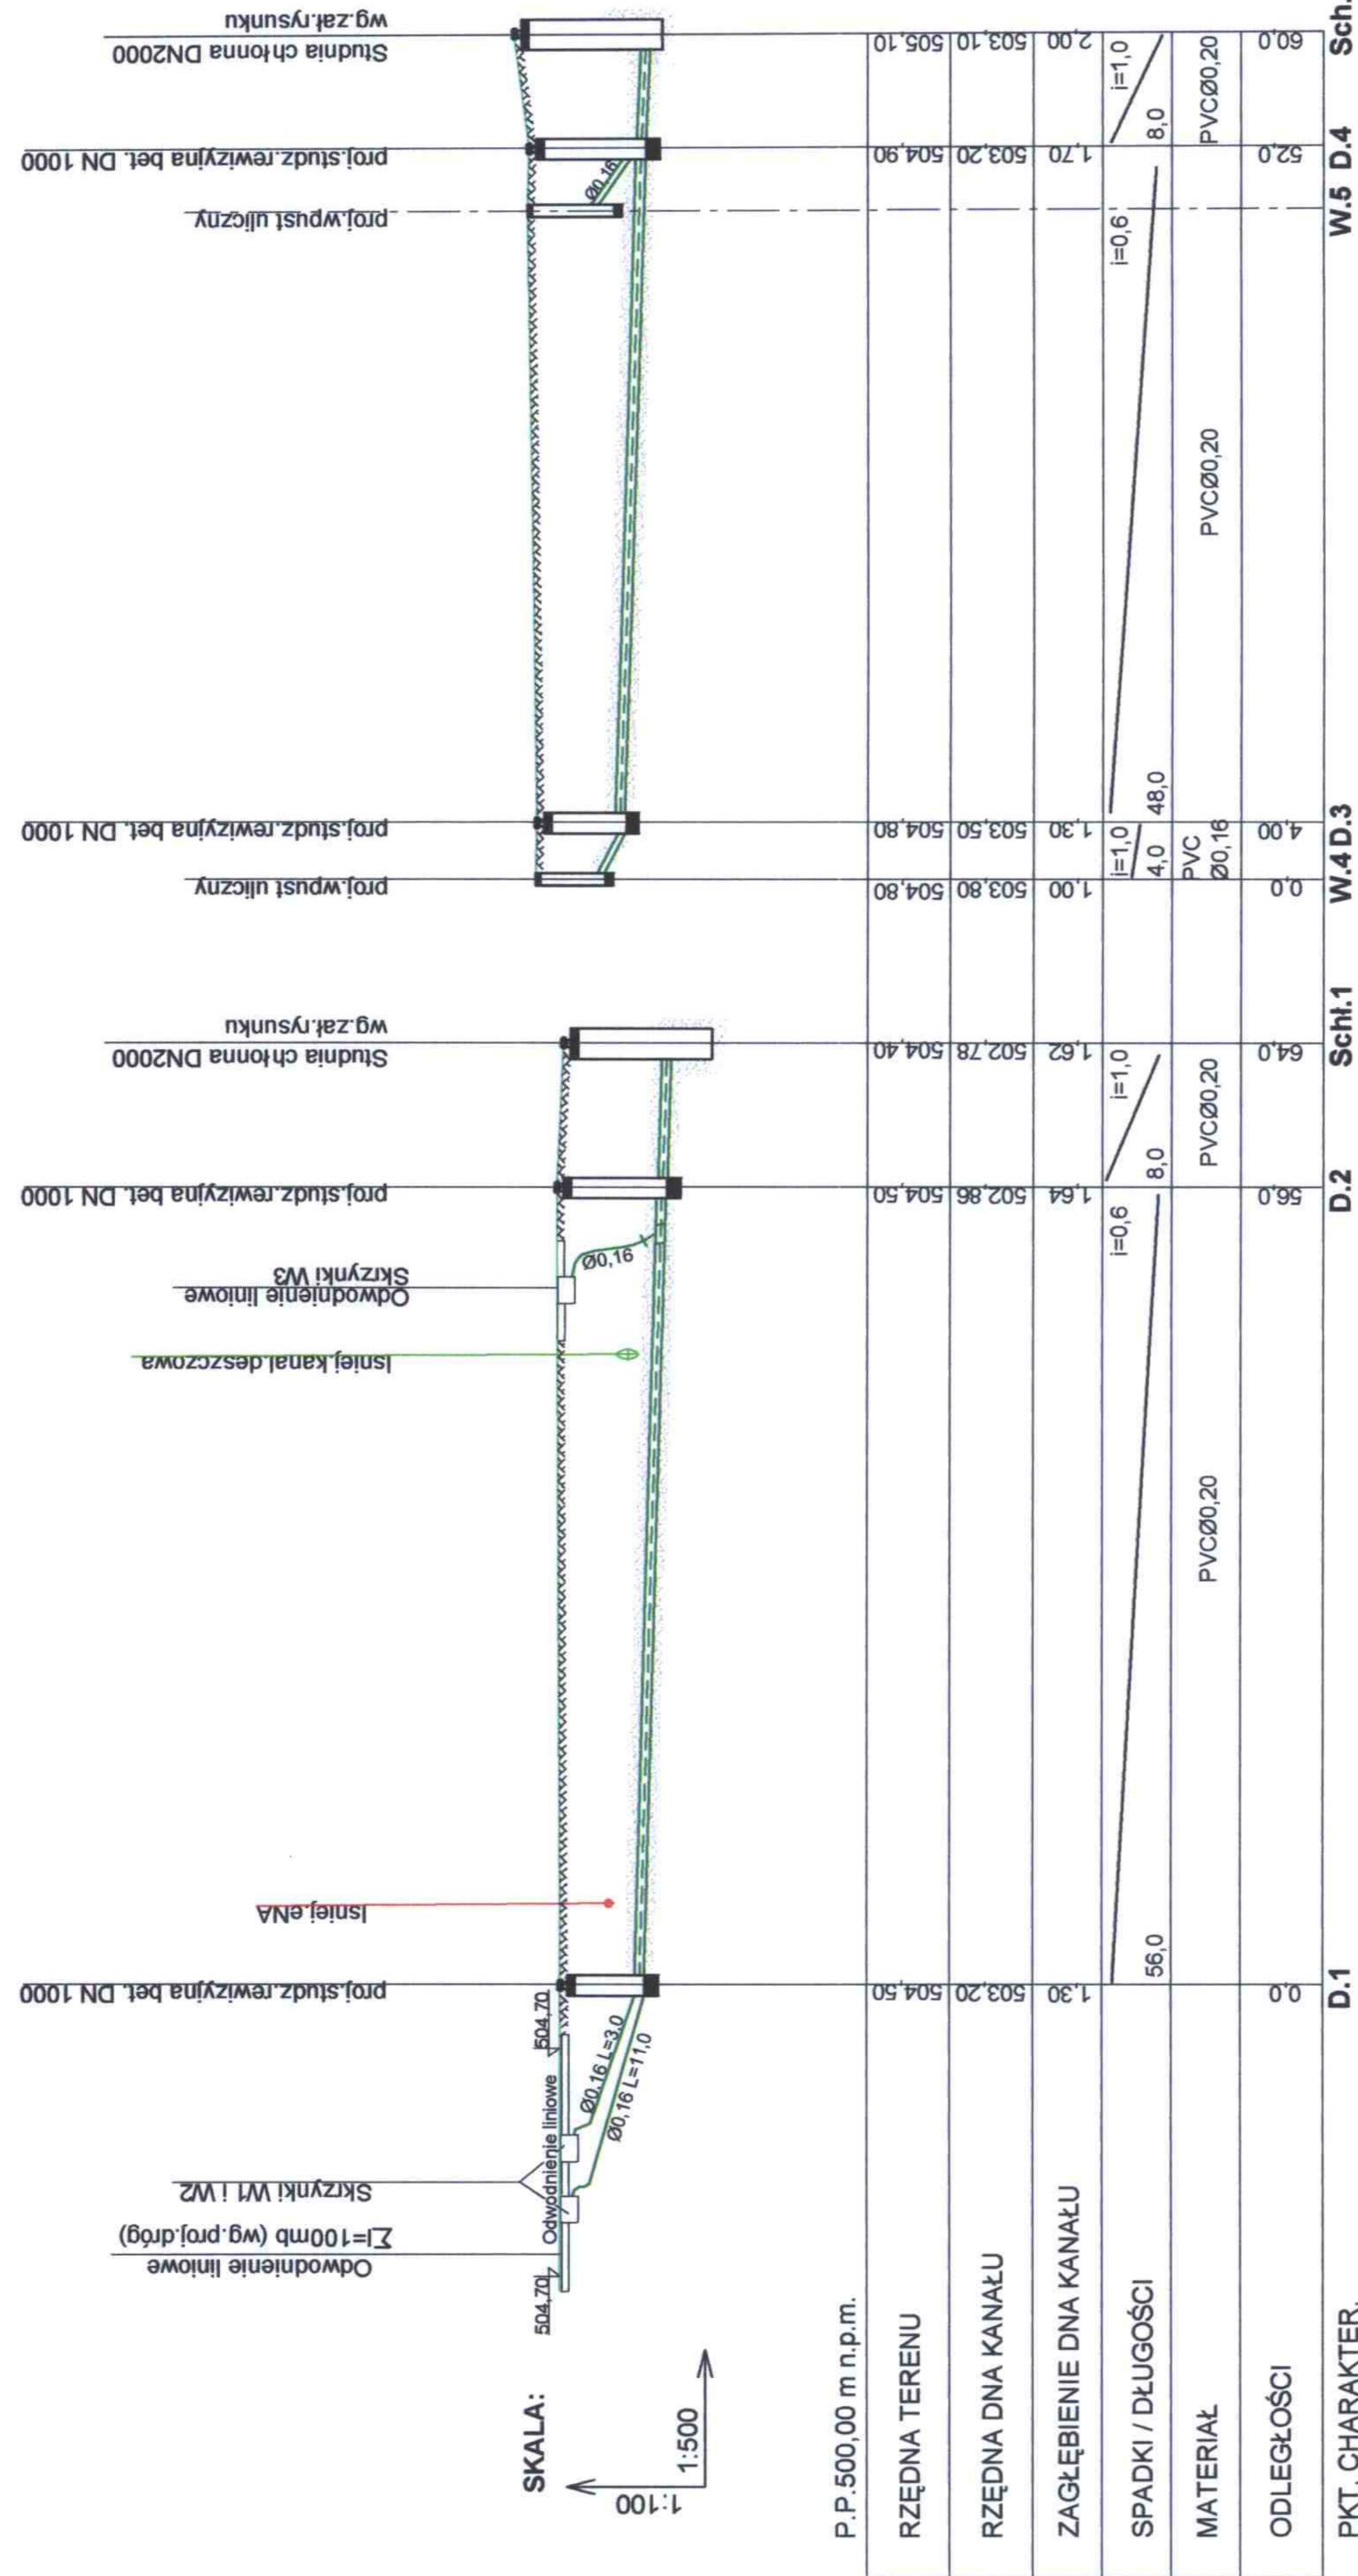 Odwodnienie liniowe
Σl=100mb (wg.proj.dróg)
Skrzynki W1 i W2
proj.studz.rewizyjna bet. DN 1000
Isniej.eNA
Isniej.kanal.deszczowa
Odwodnienie liniowe
Skrzynki W3
proj.studz.rewizyjna bet. DN 1000
Studnia chłonna DN2000
wg.zał.rysunku
proj.wpust uliczny
proj.studz.rewizyjna bet. DN 1000
proj.wpust uliczny
proj.studz.rewizyjna bet. DN 1000
Studnia chłonna DN2000
wg.zał.rysunku
504,70
Odwodnienie liniowe
504,70
Ø0,16 L=3,0
Ø0,16 L=11,0
Ø0,16
Ø0,16
SKALA:
1:100
1:500
P.P.500,00 m n.p.m.
RZĘDNA TERENU
504,50
504,50
504,40
504,80
504,80
504,90
505,10
RZĘDNA DNA KANAŁU
503,20
502,86
502,78
503,80
503,50
503,20
503,10
ZAGŁĘBIENIE DNA KANAŁU
1,30
1,64
1,62
1,00
1,30
1,70
2,00
SPADKI / DŁUGOŚCI
56,0
i=0,6
8,0
i=1,0
i=1,0
4,0
48,0
i=0,6
8,0
i=1,0
MATERIAŁ
PVCØ0,20
PVCØ0,20
PVC
Ø0,16
PVCØ0,20
PVCØ0,20
ODLEGŁOŚCI
0,0
56,0
64,0
0,0
4,00
52,0
60,0
PKT. CHARAKTER.
D.1
D.2
Schł.1
W.4 D.3
W.5 D.4